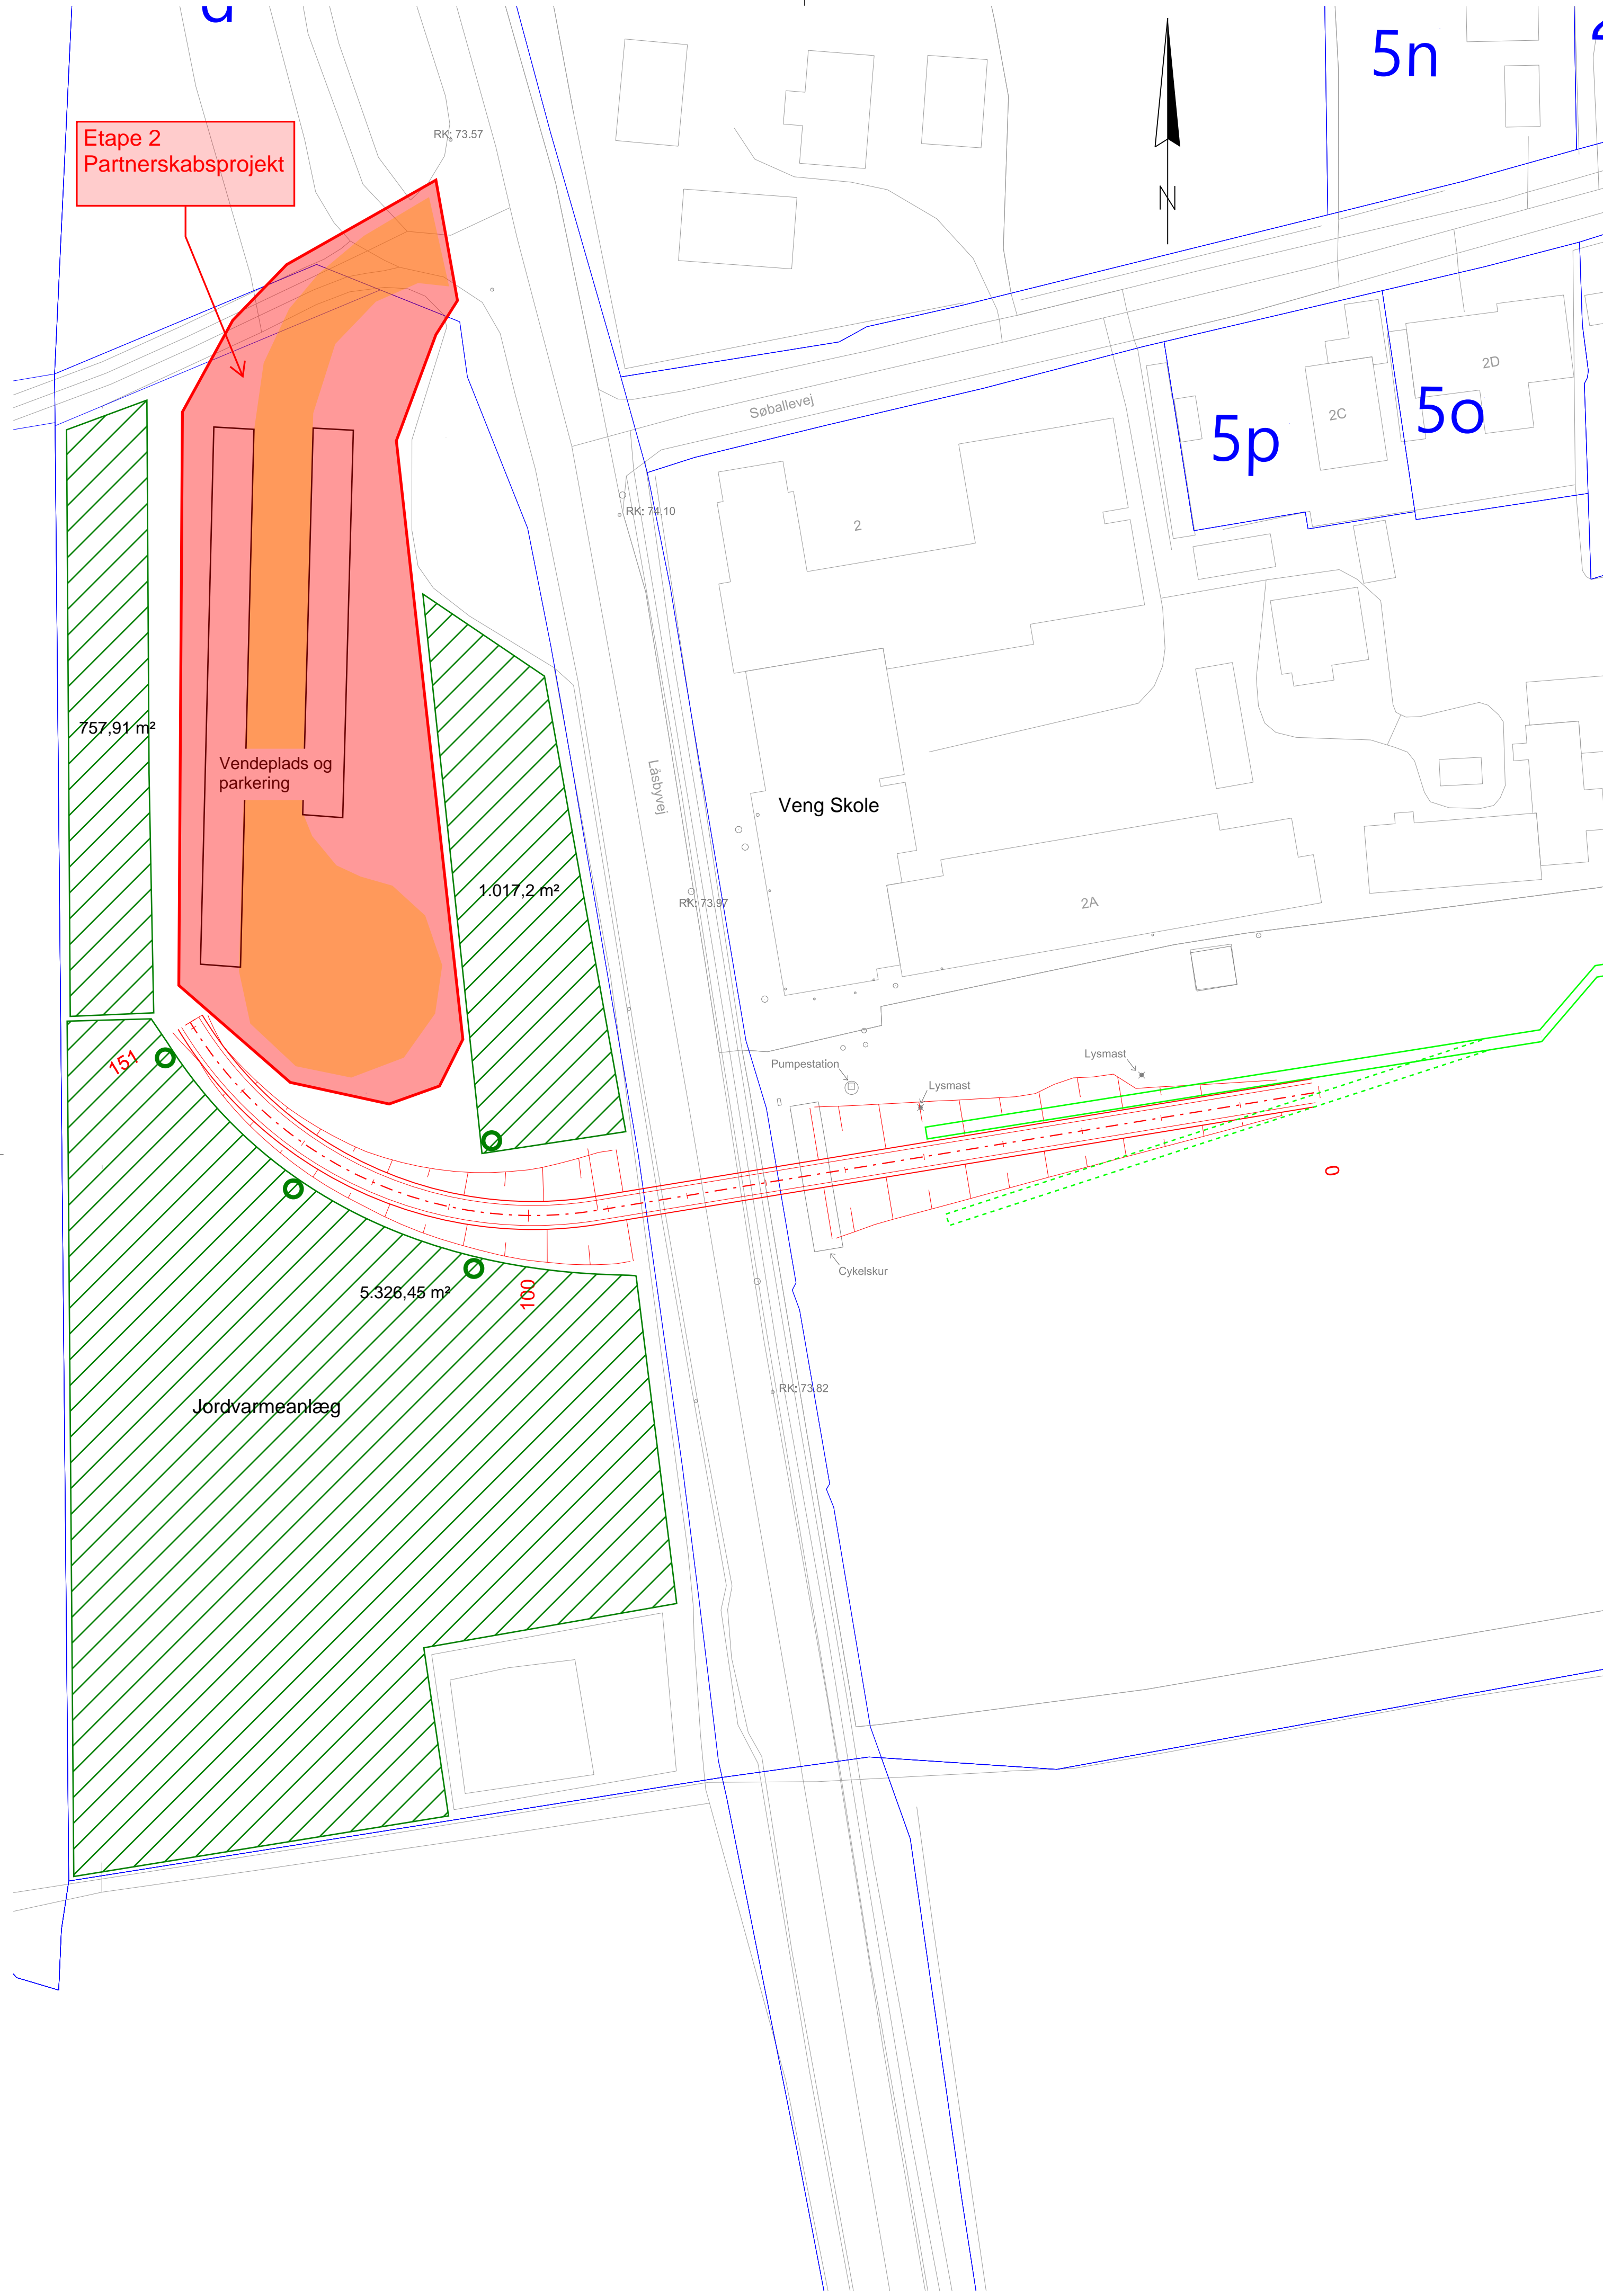 5n
Etape 2
Partnerskabsprojekt
RK: 73.57
N
Søballevej
2D
2C
5o
5p
RK: 74.10
2
757,91 m²
Vendeplads og
parkering
Låsbyvej
Veng Skole
1.017,2 m²
RK: 73.97
2A
151
Pumpestation
Lysmast
Lysmast
0
Cykelskur
5.326,45 m²
100
RK: 73.82
Jordvarmeanlæg